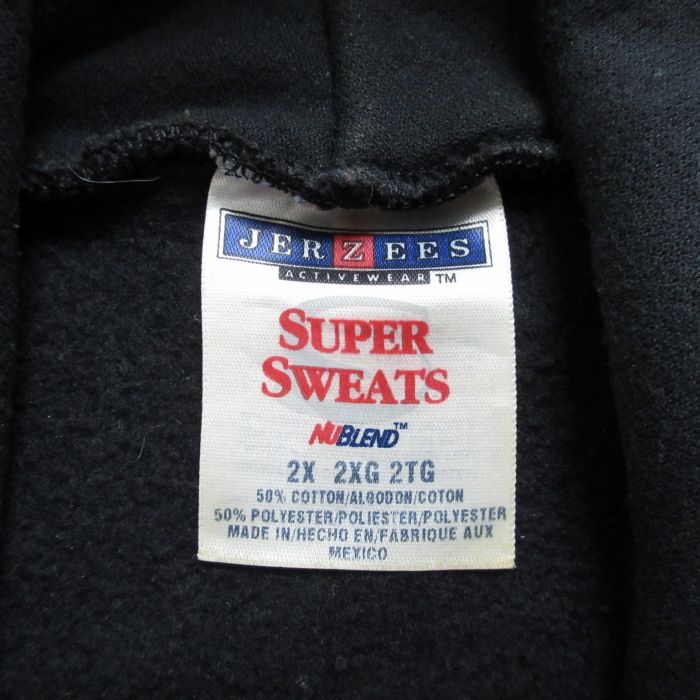 JERZEES
ACTIVEWEAR TM
SUPER
SWEATS
NUBLEND™
2X 2XG 2TG
50% COTTON/ALGODON/COTON
50% POLYESTER/POLIESTER/POLYESTER
MADE IN/HECHO EN/FABRIQUE AUX
MEXICO